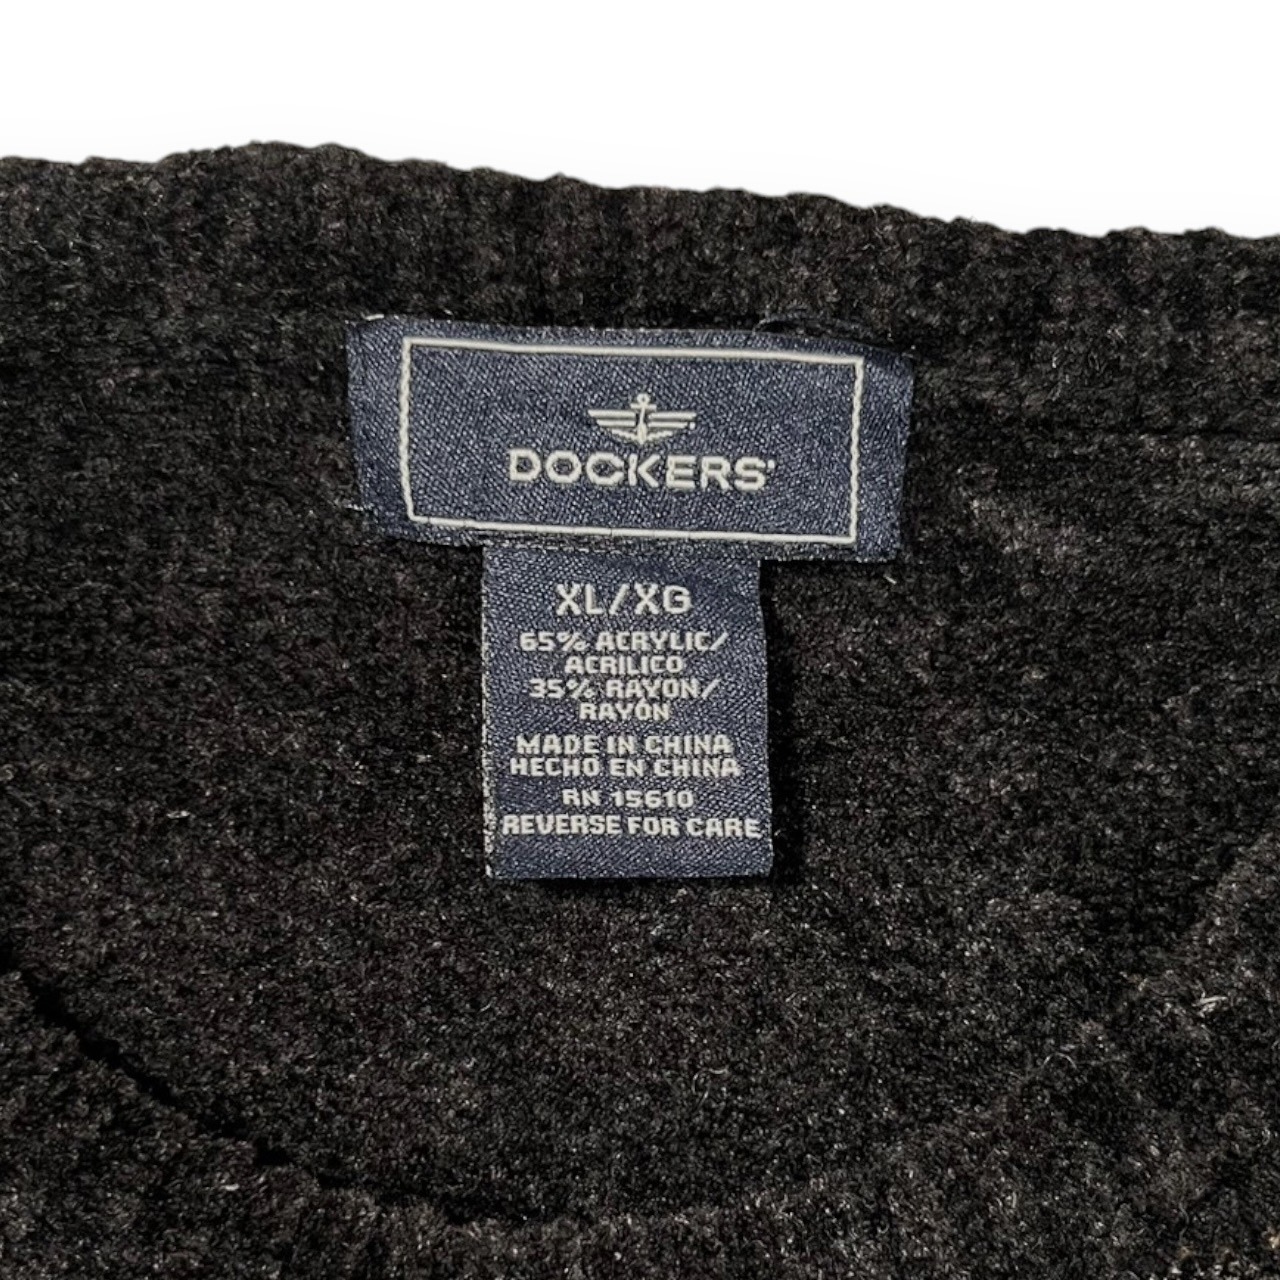 DOCKERS'
XL/XG
65% ACRYLIC/
ACRILICO
35% RAYON/
RAYÓN
MADE IN CHINA
HECHO EN CHINA
RN 15610
REVERSE FOR CARE